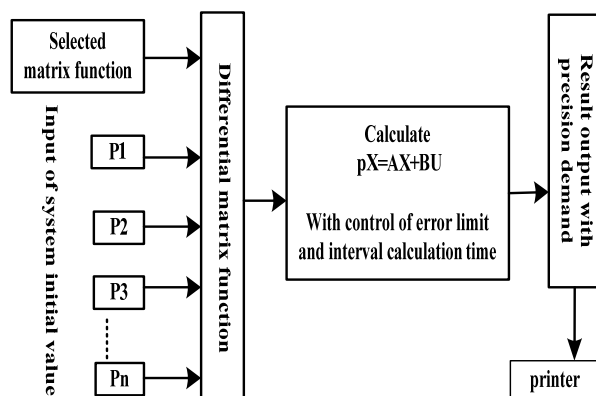 Selected
matrix function
Input of system initial value
P1
P2
P3
Pn
Differential matrix function
Calculate
pX=AX+BU
With control of error limit
and interval calculation time
Result output with
precision demand
printer